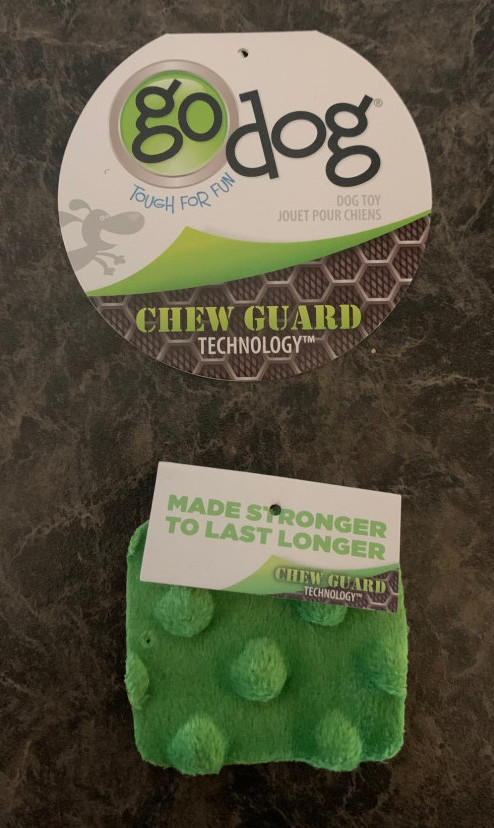 go dog®
TOUGH FOR FUN
DOG TOY
JOUET POUR CHIENS
CHEW GUARD
TECHNOLOGY™
MADE STRONGER
TO LAST LONGER
CHEW GUARD
TECHNOLOGY™